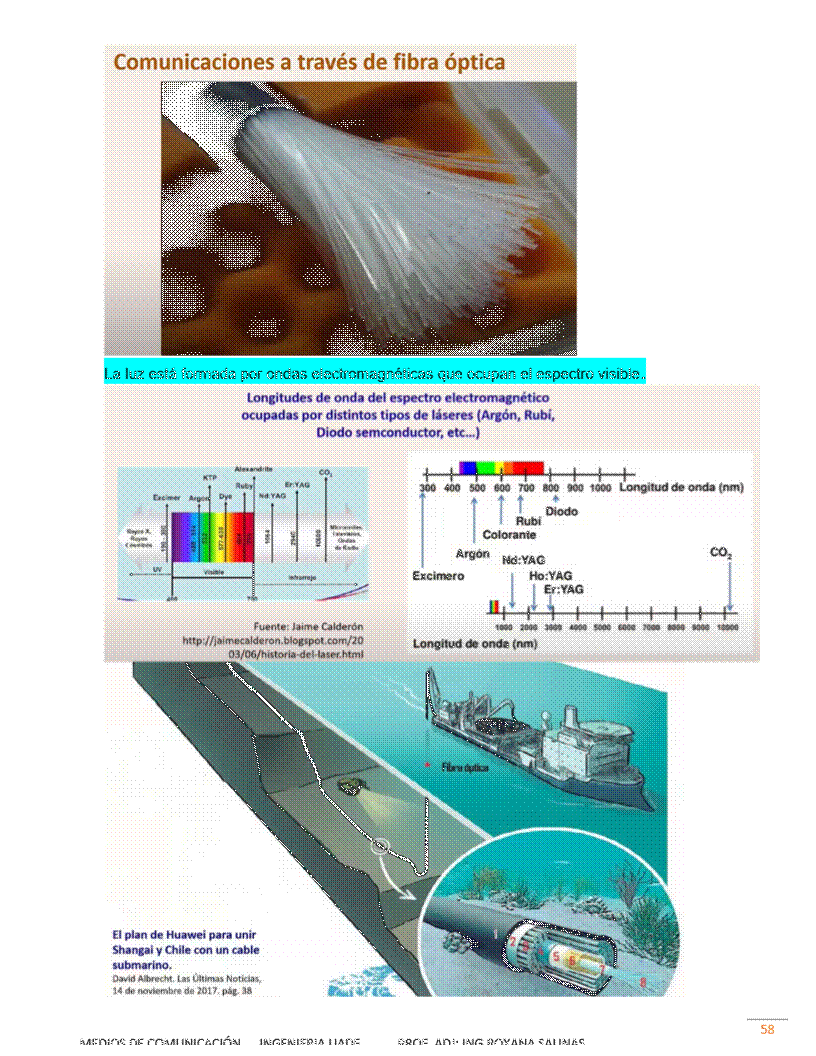 Comunicaciones a través de fibra óptica
La luz está formada por ondas electromagnéticas que ocupan el espectro visible.
Longitudes de onda del espectro electromagnético
ocupadas por distintos tipos de láseres (Argón, Rubí,
Diodo semconductor, etc...)
Alexandrite
KTP
CO2
Ruby
Er:YAG
Excimer
Argon
Dye
Nd:YAG
Rayos X,
Rayos
Cósmicos
Microondas,
Televisión,
Ondas
de Radio
1064
2940
10600
UV
Visible
Infrarrojo
400
700
Fuente: Jaime Calderón
http://jaimecalderon.blogspot.com/20
03/06/historia-del-laser.html
300 400 500 600 700 800 900 1000 Longitud de onda (nm)
Diodo
Rubí
Colorante
Argón
Excimero
Nd:YAG
Ho:YAG
Er:YAG
CO2
1000 2000 3000 4000 5000 6000 7000 8000 9000 10000
Longitud de onda (nm)
Fibra óptica
1
2
5
6
7
8
El plan de Huawei para unir
Shangai y Chile con un cable
submarino.
David Albrecht. Las Últimas Noticias,
14 de noviembre de 2017. pág. 38
58
MEDIOS DE COMUNICACIÓN INGENIERIA UADE PROF. ADJ: ING ROXANA SALINAS